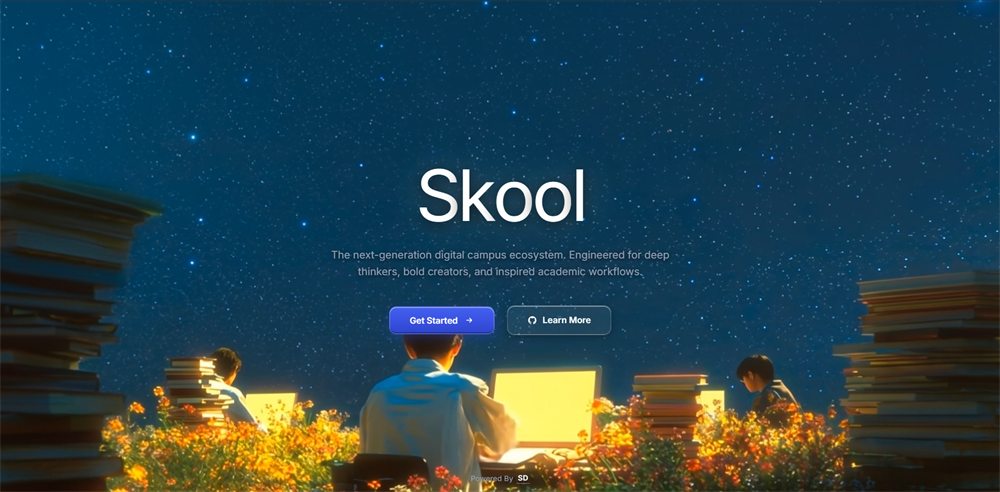 Skool
The next-generation digital campus ecosystem. Engineered for deep
thinkers, bold creators, and inspired academic workflows.
Get Started →
Learn More
Powered By SD